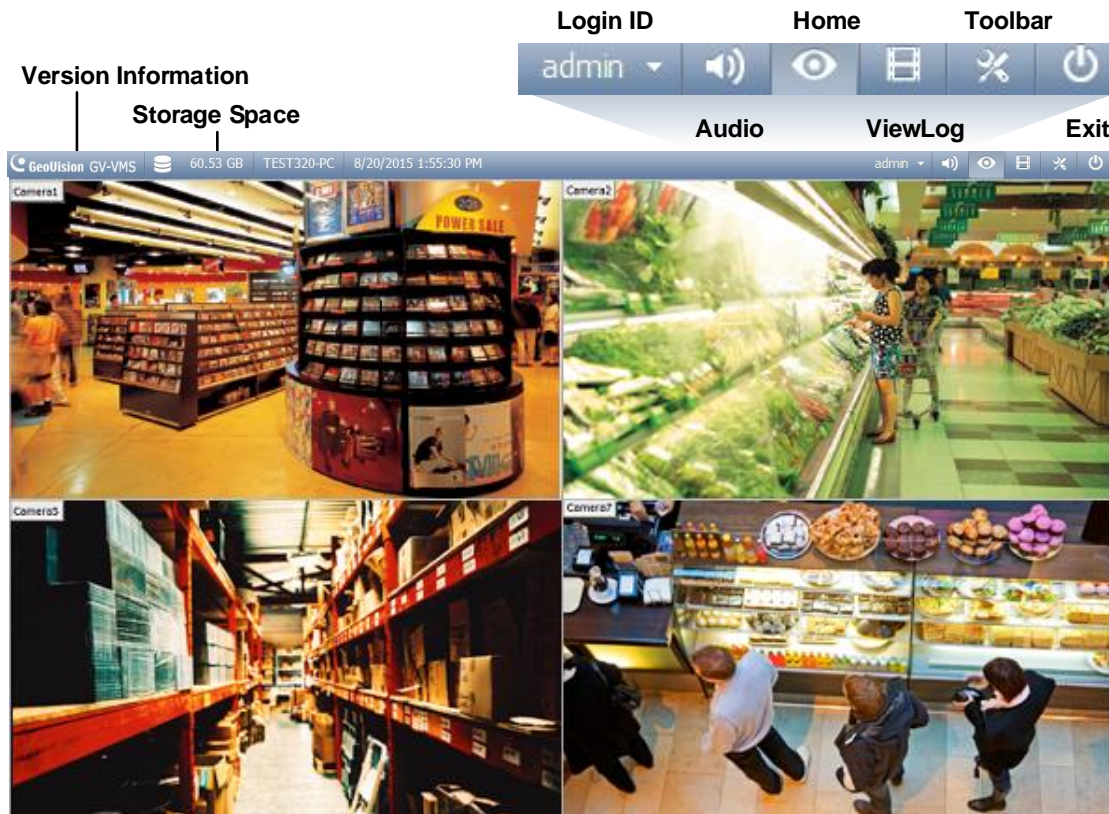 Login ID Home Toolbar
admin
Version Information
Storage Space
Audio ViewLog Exit
GeoVision GV-VMS 60.53 GB TEST320-PC 8/20/2015 1:55:30 PM admin
Camera1 Camera2
POWER SALE
Camera5 Camera7